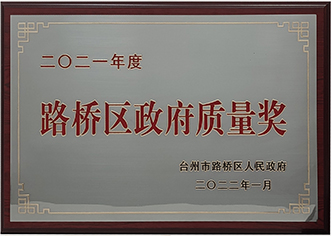 二〇二一年度
路桥区政府质量奖
台州市路桥区人民政府
二〇二二年一月